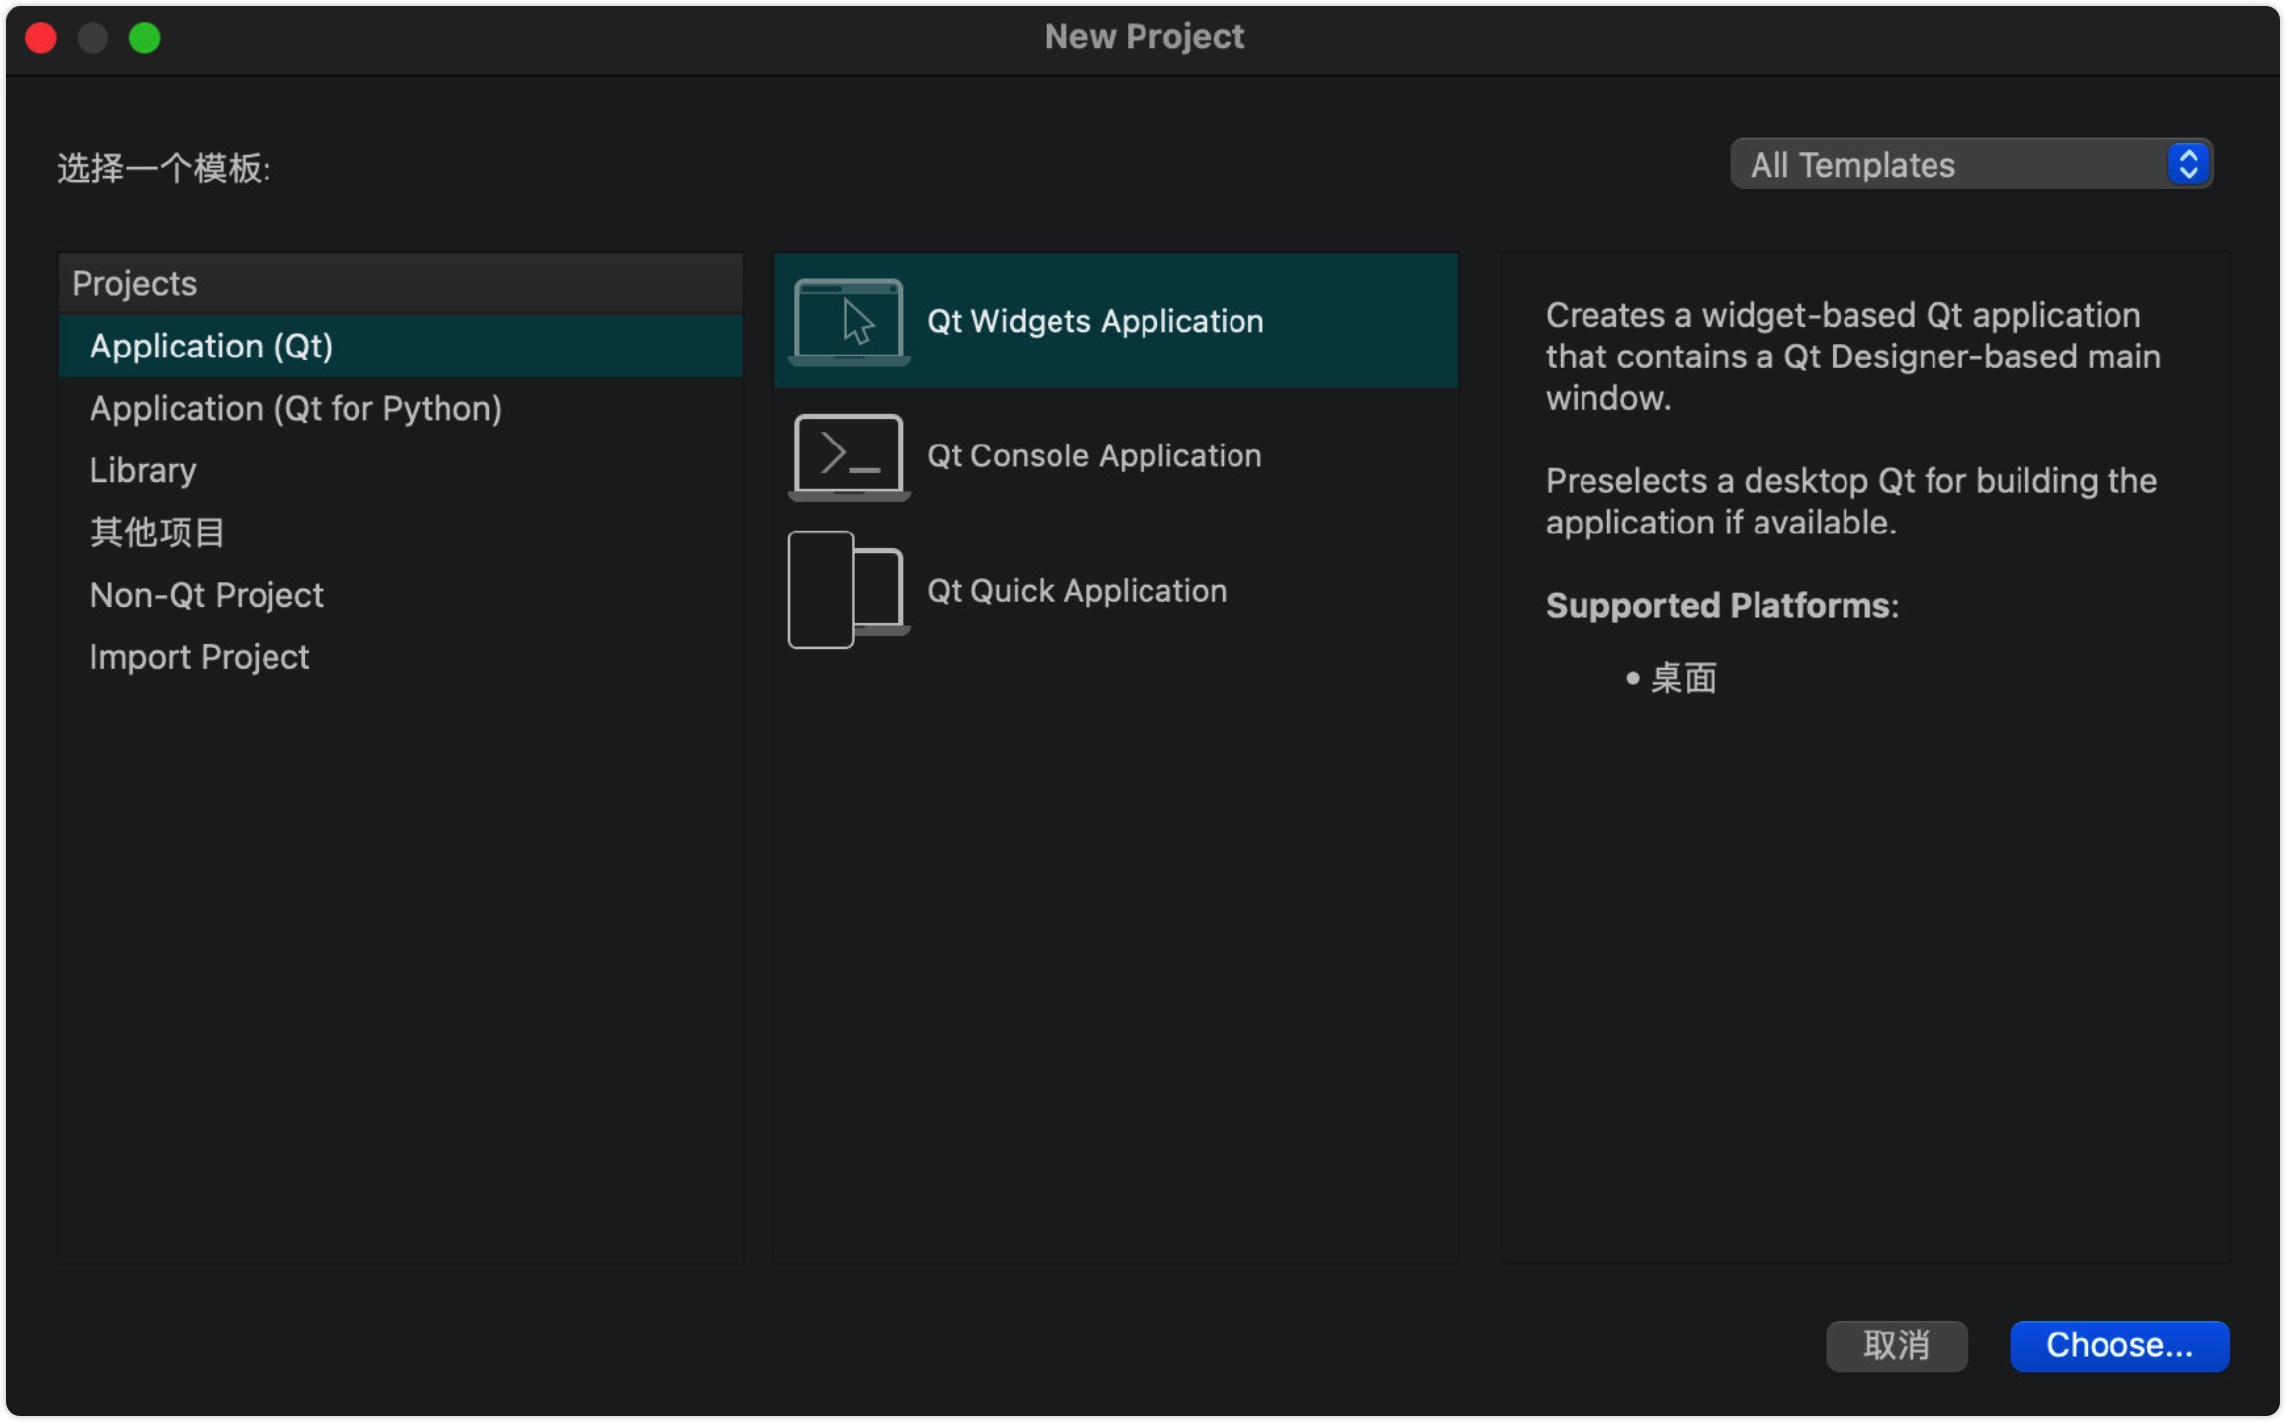 New Project
选择一个模板:
All Templates
Projects
Application (Qt)
Application (Qt for Python)
Library
其他项目
Non-Qt Project
Import Project
Qt Widgets Application
Qt Console Application
Qt Quick Application
Creates a widget-based Qt application
that contains a Qt Designer-based main
window.
Preselects a desktop Qt for building the
application if available.
Supported Platforms:
• 桌面
取消
Choose...